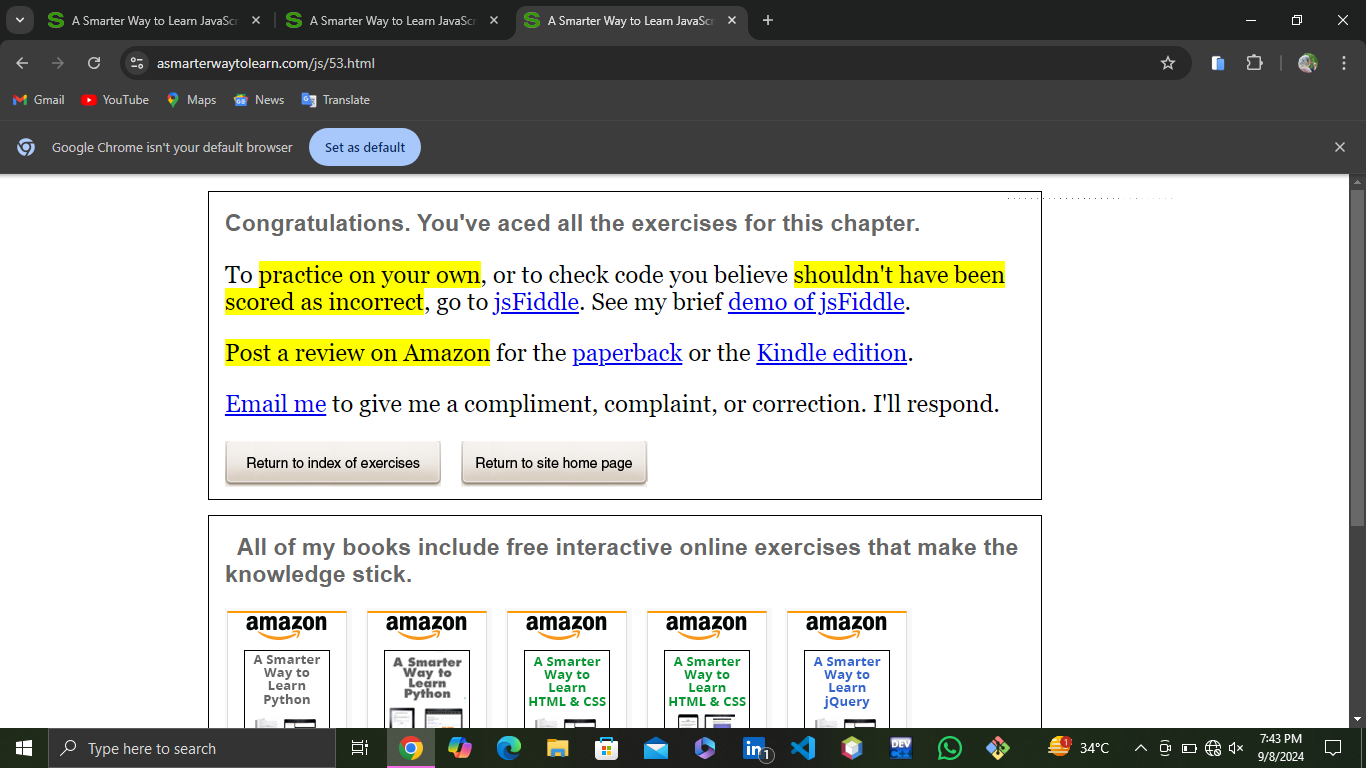 A Smarter Way to Learn JavaScr
A Smarter Way to Learn JavaScr
A Smarter Way to Learn JavaScr
asmarterwaytolearn.com/js/53.html
Gmail YouTube Maps News Translate
Google Chrome isn't your default browser Set as default
Congratulations. You've aced all the exercises for this chapter.
To practice on your own, or to check code you believe shouldn't have been
scored as incorrect, go to jsFiddle. See my brief demo of jsFiddle.
Post a review on Amazon for the paperback or the Kindle edition.
Email me to give me a compliment, complaint, or correction. I'll respond.
Return to index of exercises Return to site home page
All of my books include free interactive online exercises that make the
knowledge stick.
amazon amazon amazon amazon amazon
A Smarter
Way to
Learn
Python
A Smarter
Way to
Learn
Python
A Smarter
Way to
Learn
HTML & CSS
A Smarter
Way to
Learn
HTML & CSS
A Smarter
Way to
Learn
jQuery
Type here to search
DEV
1
1
34°C
7:43 PM
9/8/2024